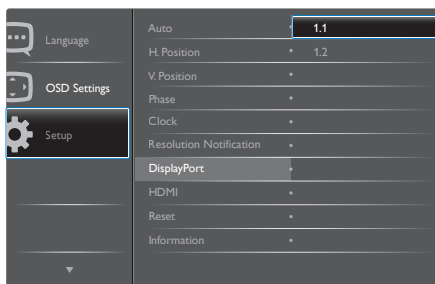 Language
OSD Settings
Setup
Auto
H. Position
V. Position
Phase
Clock
Resolution Notification
DisplayPort
HDMI
Reset
Information
1.1
1.2